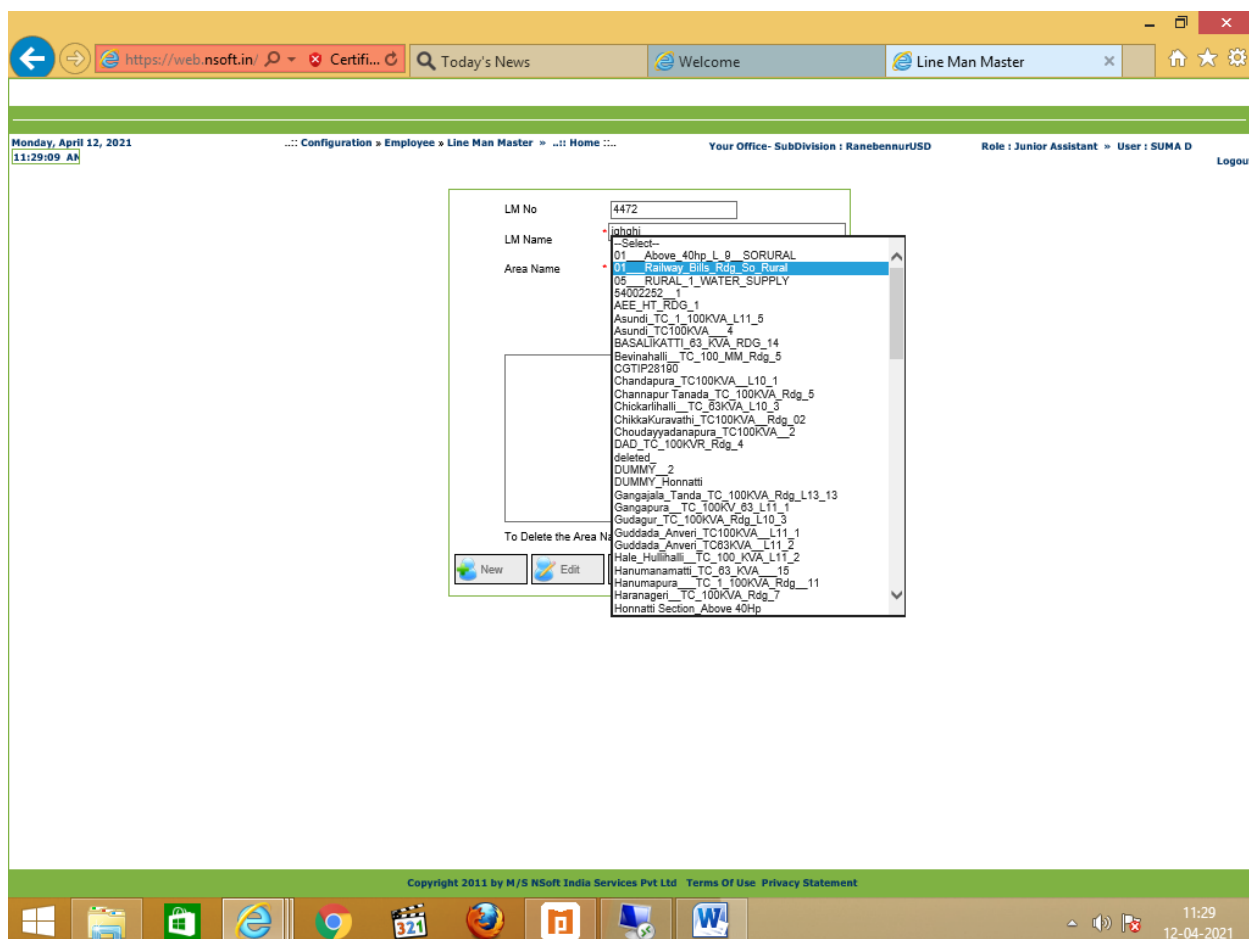 https://web.nsoft.in/ Certifi... Today's News Welcome Line Man Master
Monday, April 12, 2021 ..:: Configuration » Employee » Line Man Master » ..:: Home ::.. Your Office- SubDivision : RanebennurUSD Role : Junior Assistant » User : SUMA D
11:29:09 AM
Logout
LM No 4472
LM Name * jghghj
Area Name *
--Select--
01___Above_40hp_L_9__SORURAL
01___Railway_Bills_Rdg_So_Rural
05___RURAL_1_WATER_SUPPLY
54002252__1
AEE_HT_RDG_1
Asundi_TC_1_100KVA_L11_5
Asundi_TC100KVA___4
BASALIKATTI_63_KVA_RDG_14
Bevinahalli__TC_100_MM_Rdg_5
CGTIP28190
Chandapura_TC100KVA__L10_1
Channapur Tanada_TC_100KVA_Rdg_5
Chickarlihalli__TC_63KVA_L10_3
ChikkaKuravathi_TC100KVA__Rdg_02
Choudayyadanapura_TC100KVA__2
DAD_TC_100KVR_Rdg_4
deleted_
DUMMY__2
DUMMY_Honnatti
Gangajala_Tanda_TC_100KVA_Rdg_L13_13
Gangapura__TC_100KV_63_L11_1
Gudagur_TC_100KVA_Rdg_L10_3
Guddada_Anveri_TC100KVA__L11_1
Guddada_Anveri_TC63KVA__L11_2
Hale_Hullihalli__TC_100_KVA_L11_2
Hanumanamatti_TC_63_KVA___15
Hanumapura___TC_1_100KVA_Rdg__11
Haranageri__TC_100KVA_Rdg_7
Honnatti Section_Above 40Hp
To Delete the Area Na
New Edit
Copyright 2011 by M/S NSoft India Services Pvt Ltd Terms Of Use Privacy Statement
321
11:29
12-04-2021